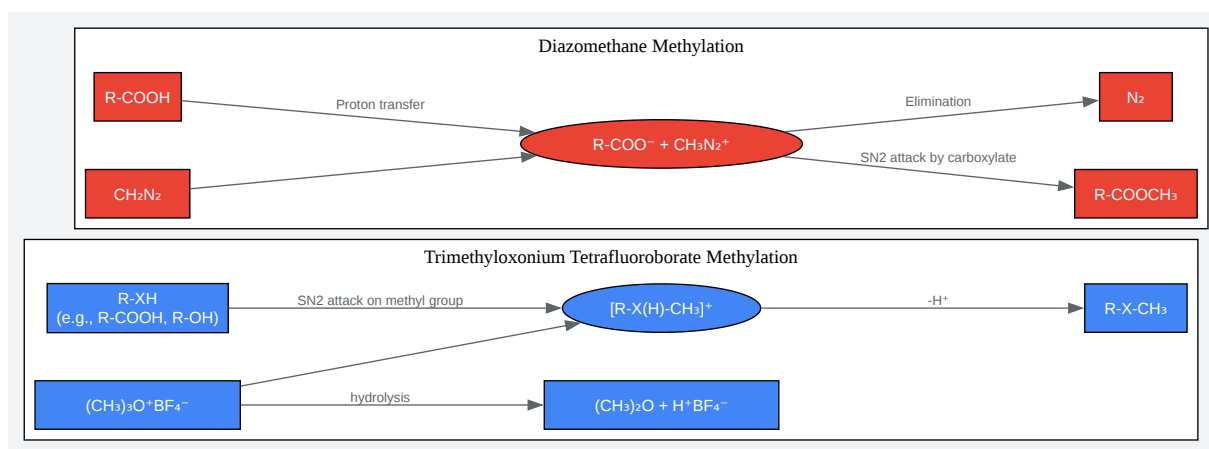 Diazomethane Methylation
R-COOH
Proton transfer
CH₂N₂
R-COO⁻ + CH₃N₂⁺
Elimination
N₂
SN2 attack by carboxylate
R-COOCH₃
Trimethyloxonium Tetrafluoroborate Methylation
R-XH
(e.g., R-COOH, R-OH)
SN2 attack on methyl group
[R-X(H)-CH₃]⁺
-H⁺
R-X-CH₃
(CH₃)₃O⁺BF₄⁻
hydrolysis
(CH₃)₂O + H⁺BF₄⁻